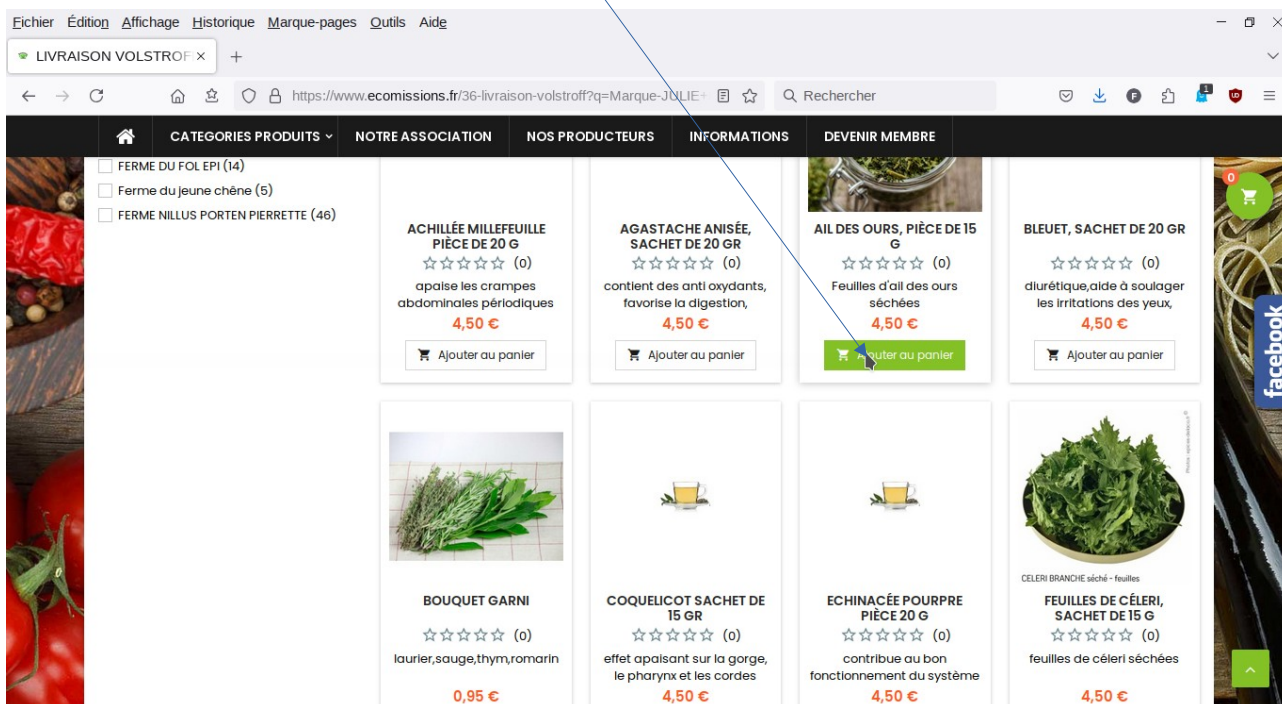 Fichier Édition Affichage Historique Marque-pages Outils Aide
LIVRAISON VOLSTROF
https://www.ecomissions.fr/36-livraison-volstroff?q=Marque-JULIE+
Rechercher
1
CATEGORIES PRODUITS NOTRE ASSOCIATION NOS PRODUCTEURS INFORMATIONS DEVENIR MEMBRE
FERME DU FOL EPI (14)
Ferme du jeune chêne (5)
FERME NILLUS PORTEN PIERRETTE (46)
0
facebook
ACHILLÉE MILLEFEUILLE
PIÈCE DE 20 G
(0)
apaise les crampes
abdominales périodiques
4,50 €
Ajouter au panier
AGASTACHE ANISÉE,
SACHET DE 20 GR
(0)
contient des anti oxydants,
favorise la digestion,
4,50 €
Ajouter au panier
AIL DES OURS, PIÈCE DE 15
G
(0)
Feuilles d'ail des ours
séchées
4,50 €
Ajouter au panier
BLEUET, SACHET DE 20 GR
(0)
diurétique,aide à soulager
les irritations des yeux,
4,50 €
Ajouter au panier
BOUQUET GARNI
(0)
laurier,sauge,thym,romarin
0,95 €
COQUELICOT SACHET DE
15 GR
(0)
effet apaisant sur la gorge,
le pharynx et les cordes
4,50 €
ECHINACÉE POURPRE
PIÈCE 20 G
(0)
contribue au bon
fonctionnement du système
4,50 €
CELERI BRANCHE séché - feuilles
FEUILLES DE CÉLERI,
SACHET DE 15 G
(0)
feuilles de céleri séchées
4,50 €